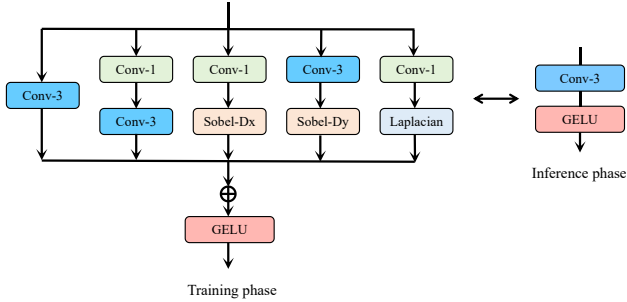 Conv-3
Conv-1
Conv-3
Conv-1
Sobel-Dx
Conv-3
Sobel-Dy
Conv-1
Laplacian
GELU
Training phase
Conv-3
GELU
Inference phase